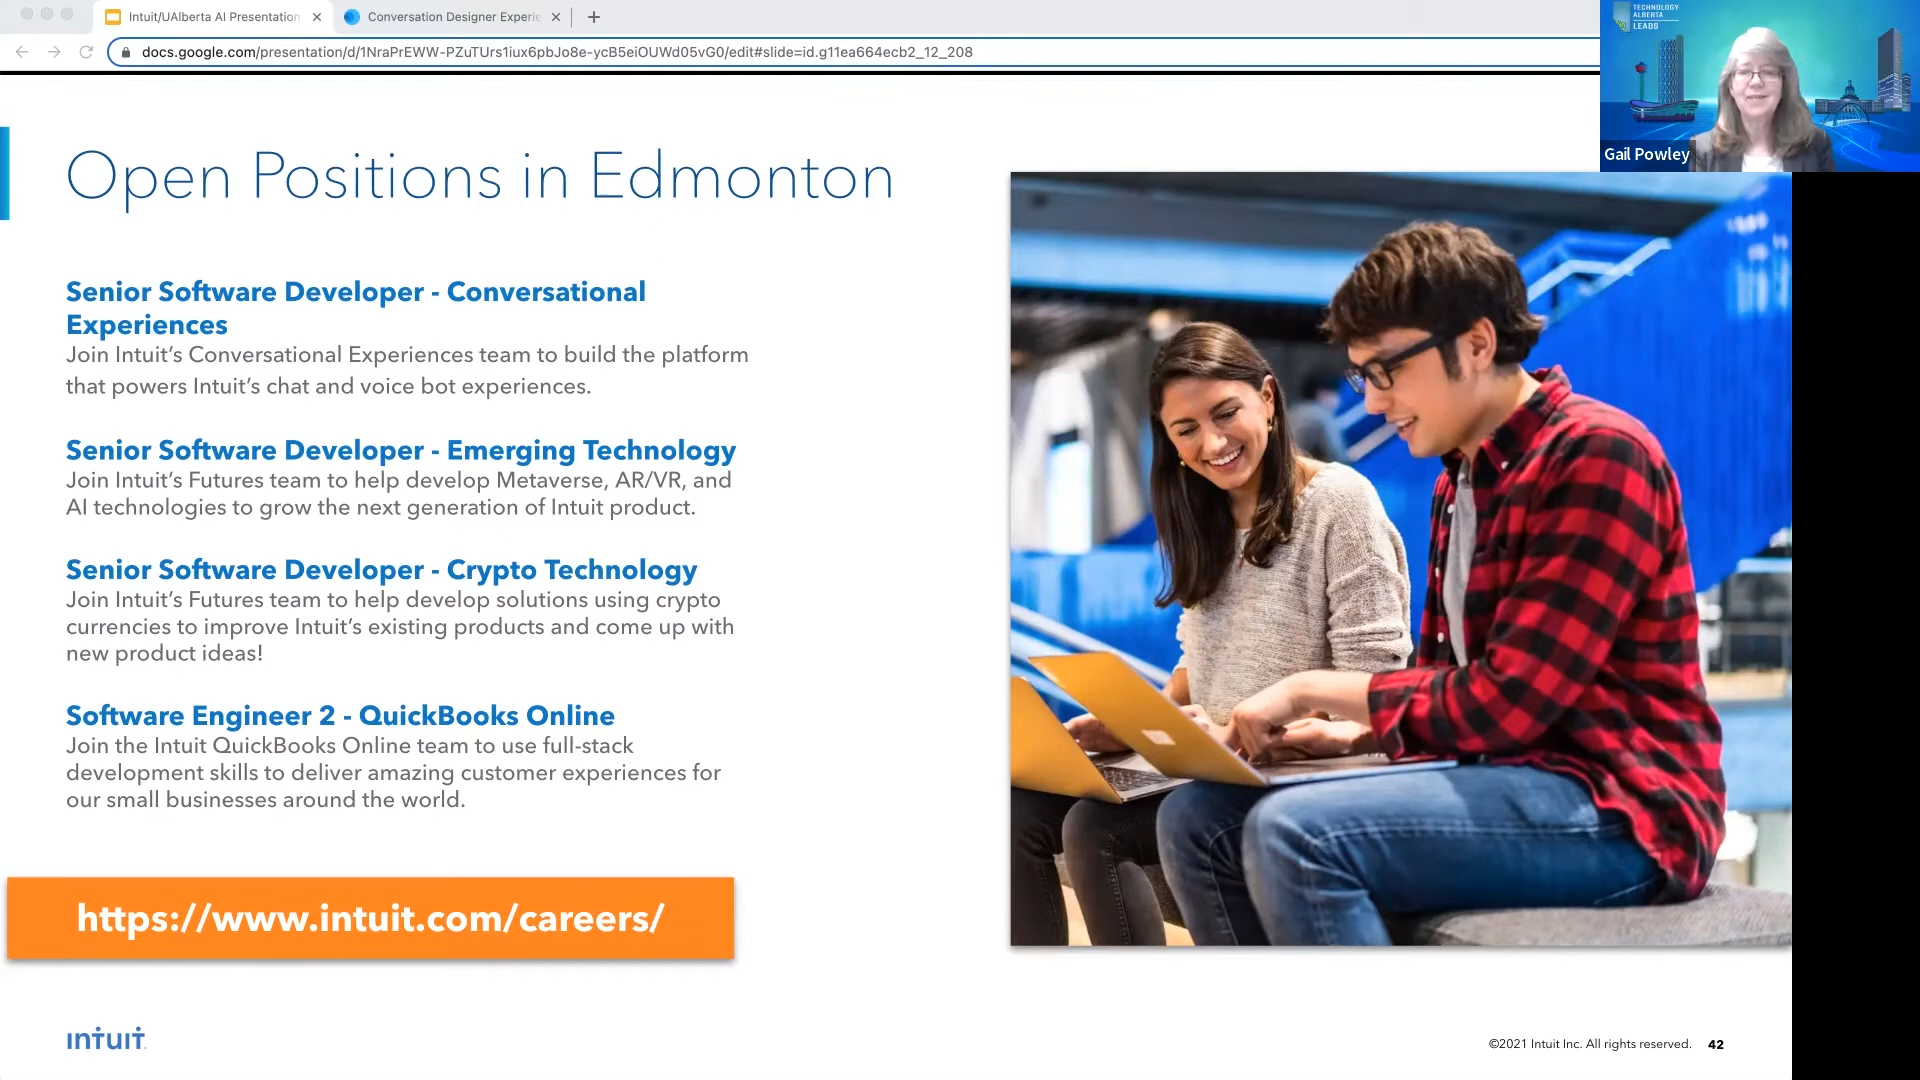 Intuit/UAlberta AI Presentation
Conversation Designer Experie
docs.google.com/presentation/d/1NraPrEWW-PZuTUrs1iux6pbJo8e-ycB5eiOUWd05vG0/edit#slide=id.g11ea664ecb2_12_208
TECHNOLOGY
ALBERTA
LEADS
Gail Powley
Open Positions in Edmonton
Senior Software Developer - Conversational
Experiences
Join Intuit’s Conversational Experiences team to build the platform
that powers Intuit’s chat and voice bot experiences.
Senior Software Developer - Emerging Technology
Join Intuit’s Futures team to help develop Metaverse, AR/VR, and
AI technologies to grow the next generation of Intuit product.
Senior Software Developer - Crypto Technology
Join Intuit’s Futures team to help develop solutions using crypto
currencies to improve Intuit’s existing products and come up with
new product ideas!
Software Engineer 2 - QuickBooks Online
Join the Intuit QuickBooks Online team to use full-stack
development skills to deliver amazing customer experiences for
our small businesses around the world.
https://www.intuit.com/careers/
ıntuıt
©2021 Intuit Inc. All rights reserved. 42